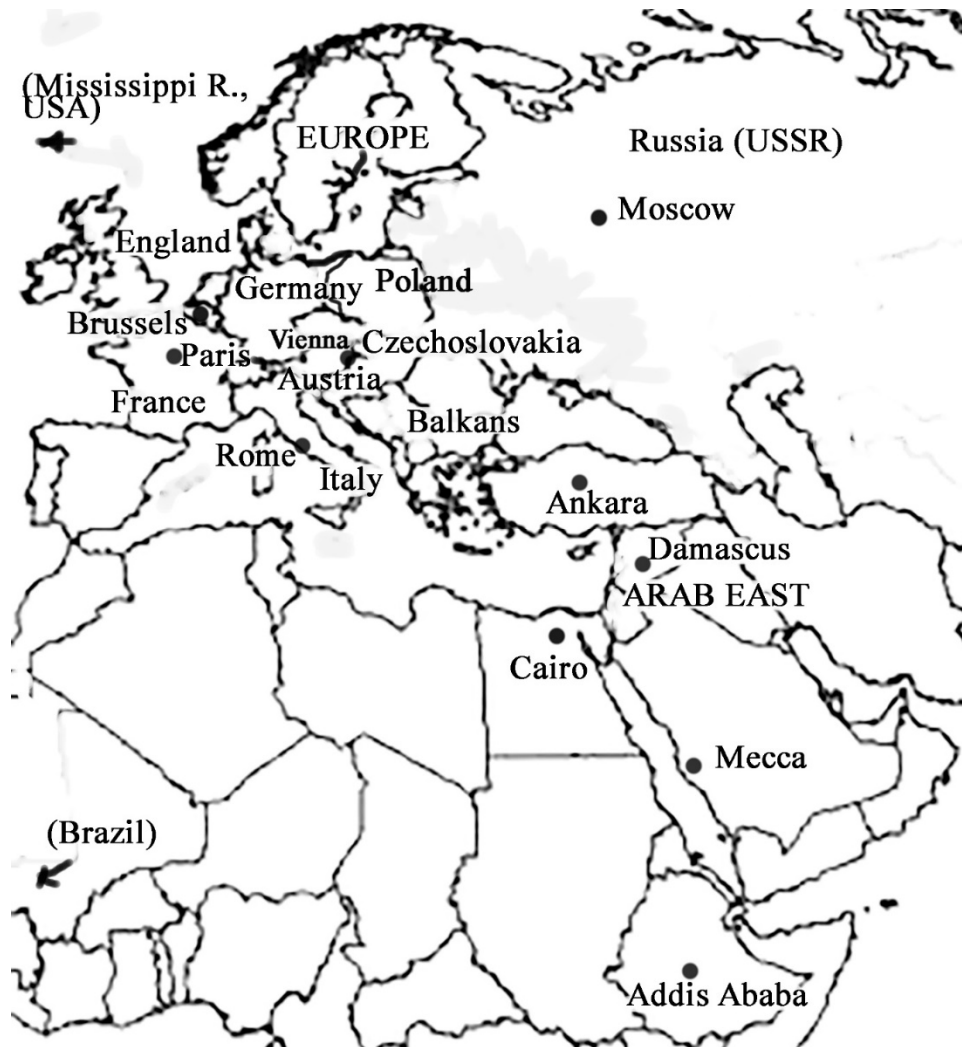 (Mississippi R.,
USA)
EUROPE
Russia (USSR)
Moscow
England
Germany
Poland
Brussels
Vienna
Czechoslovakia
Paris
Austria
France
Balkans
Rome
Italy
Ankara
Damascus
ARAB EAST
Cairo
Mecca
(Brazil)
Addis Ababa